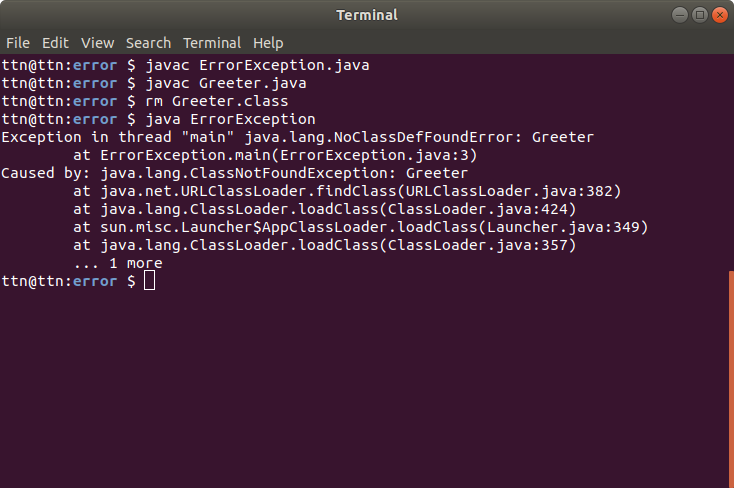 Terminal
File Edit View Search Terminal Help
ttn@ttn:error $ javac ErrorException.java
ttn@ttn:error $ javac Greeter.java
ttn@ttn:error $ rm Greeter.class
ttn@ttn:error $ java ErrorException
Exception in thread "main" java.lang.NoClassDefFoundError: Greeter
        at ErrorException.main(ErrorException.java:3)
Caused by: java.lang.ClassNotFoundException: Greeter
        at java.net.URLClassLoader.findClass(URLClassLoader.java:382)
        at java.lang.ClassLoader.loadClass(ClassLoader.java:424)
        at sun.misc.Launcher$AppClassLoader.loadClass(Launcher.java:349)
        at java.lang.ClassLoader.loadClass(ClassLoader.java:357)
        ... 1 more
ttn@ttn:error $